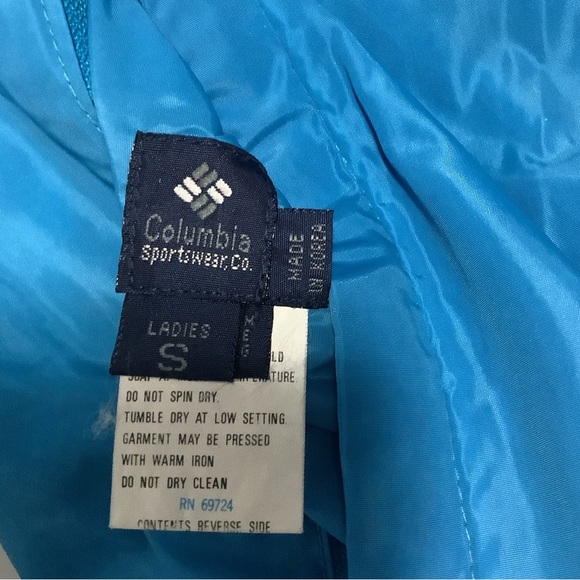 Columbia
Sportswear, Co.
MADE
IN KOREA
LADIES
S
REG
DO NOT SPIN DRY.
TUMBLE DRY AT LOW SETTING.
GARMENT MAY BE PRESSED
WITH WARM IRON
DO NOT DRY CLEAN
RN 69724
CONTENTS REVERSE SIDE